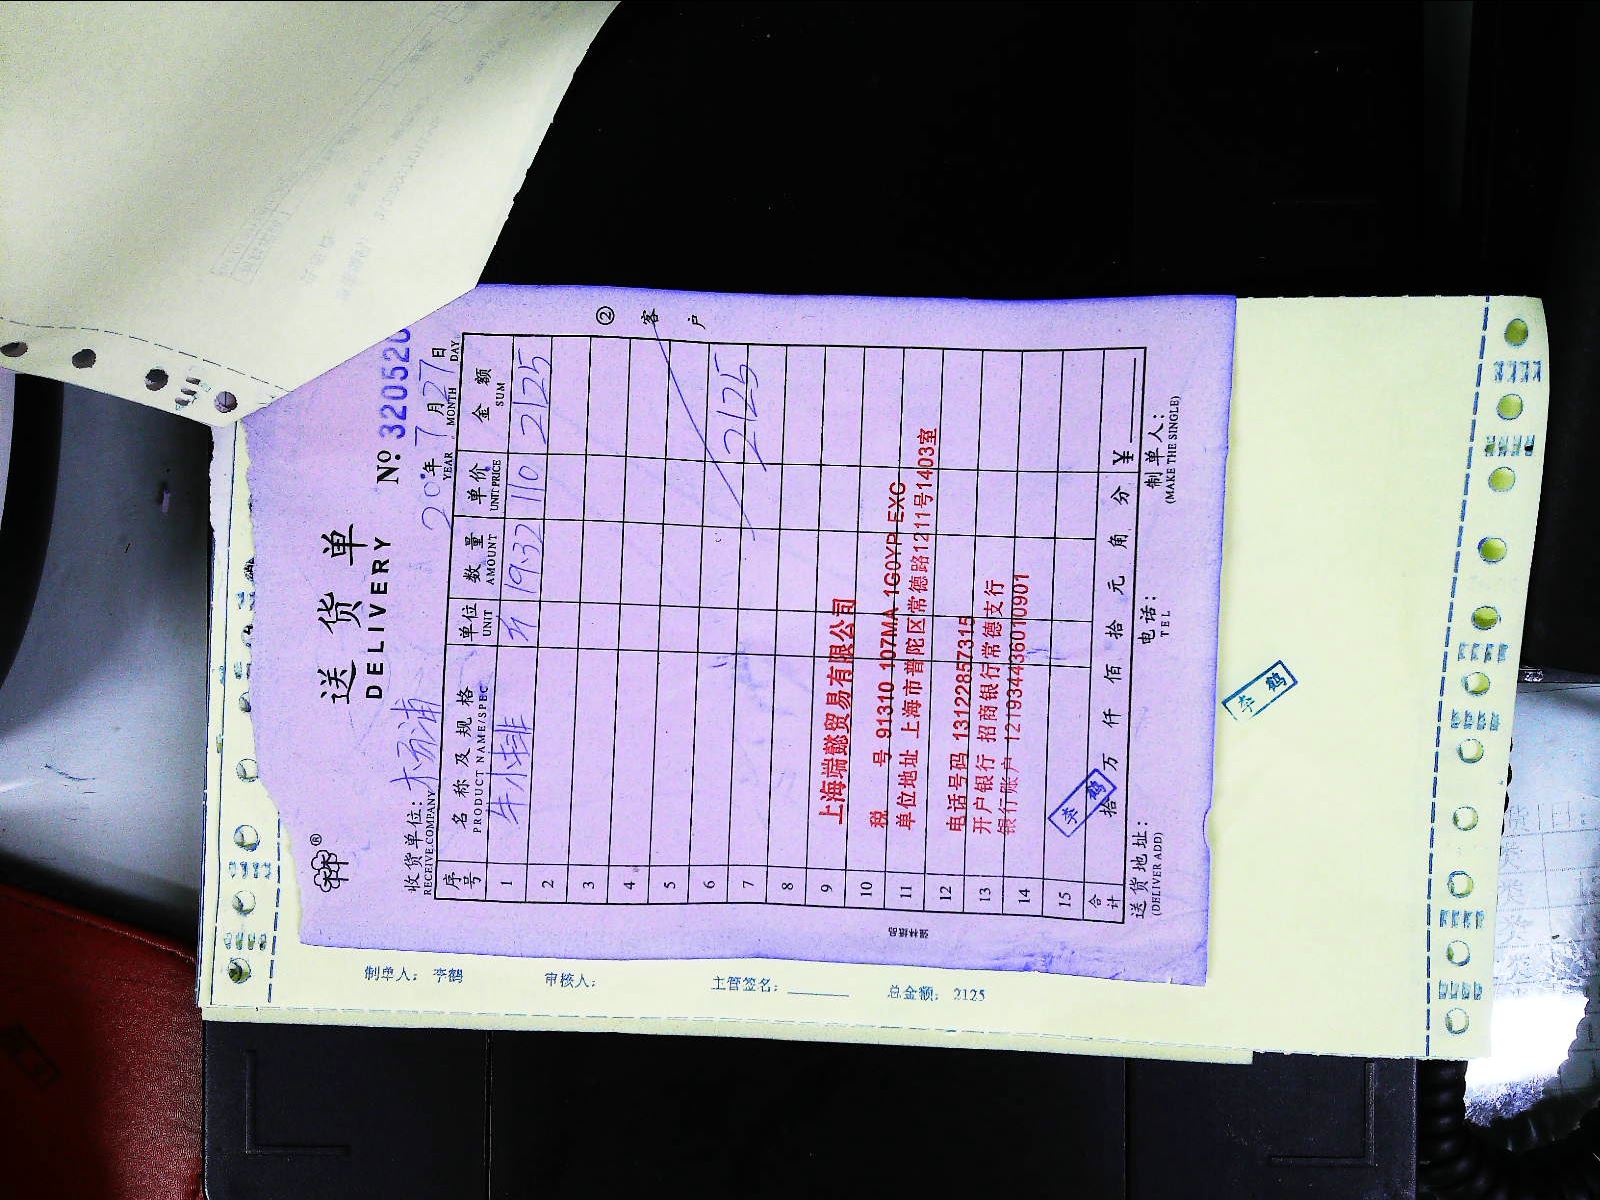 送货单
DELIVERY
№ 320520
收货单位: 杨浦
RECEIVE.COMPANY
年 7 月 27 日
YEAR MONTH DAY
序号 名称及规格 单位 数量 单价 金额
PRODUCT NAME/SPEC UNIT AMOUNT UNIT PRICE SUM
1 牛小排 斤 19.32 110 2125
2
3
4
5
6
7 2125
8
9
10
11
12
13
14
15
上海端懿贸易有限公司
税 号 91310 107MA 1G0YP EXC
单位地址 上海市普陀区常德路1211号1403室
电话号码 13122857315
开户银行 招商银行常德支行
银行账户 121934436010901
合计 拾 万 仟 佰 拾 元 角 分 ¥
送货地址: 电话: 制单人:
(DELIVER ADD) TEL (MAKE THE SINGLE)
② 客户
李鹤
制单人: 李鹤 审核人: 主管签名: 总金额: 2125